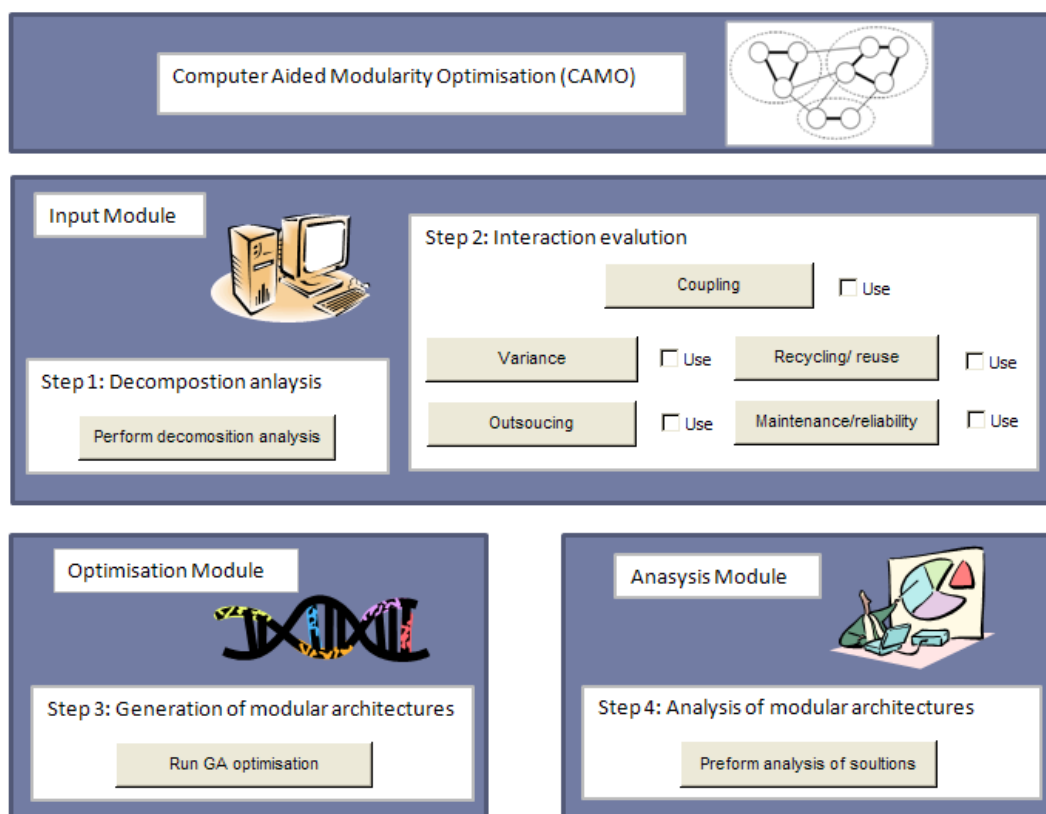 Computer Aided Modularity Optimisation (CAMO)
Input Module
Step 2: Interaction evalution
Coupling
Use
Variance
Use
Recycling/ reuse
Use
Step 1: Decompostion anlaysis
Outsoucing
Use
Maintenance/reliability
Use
Perform decomosition analysis
Optimisation Module
Anasysis Module
Step 3: Generation of modular architectures
Step 4: Analysis of modular architectures
Run GA optimisation
Preform analysis of soultions